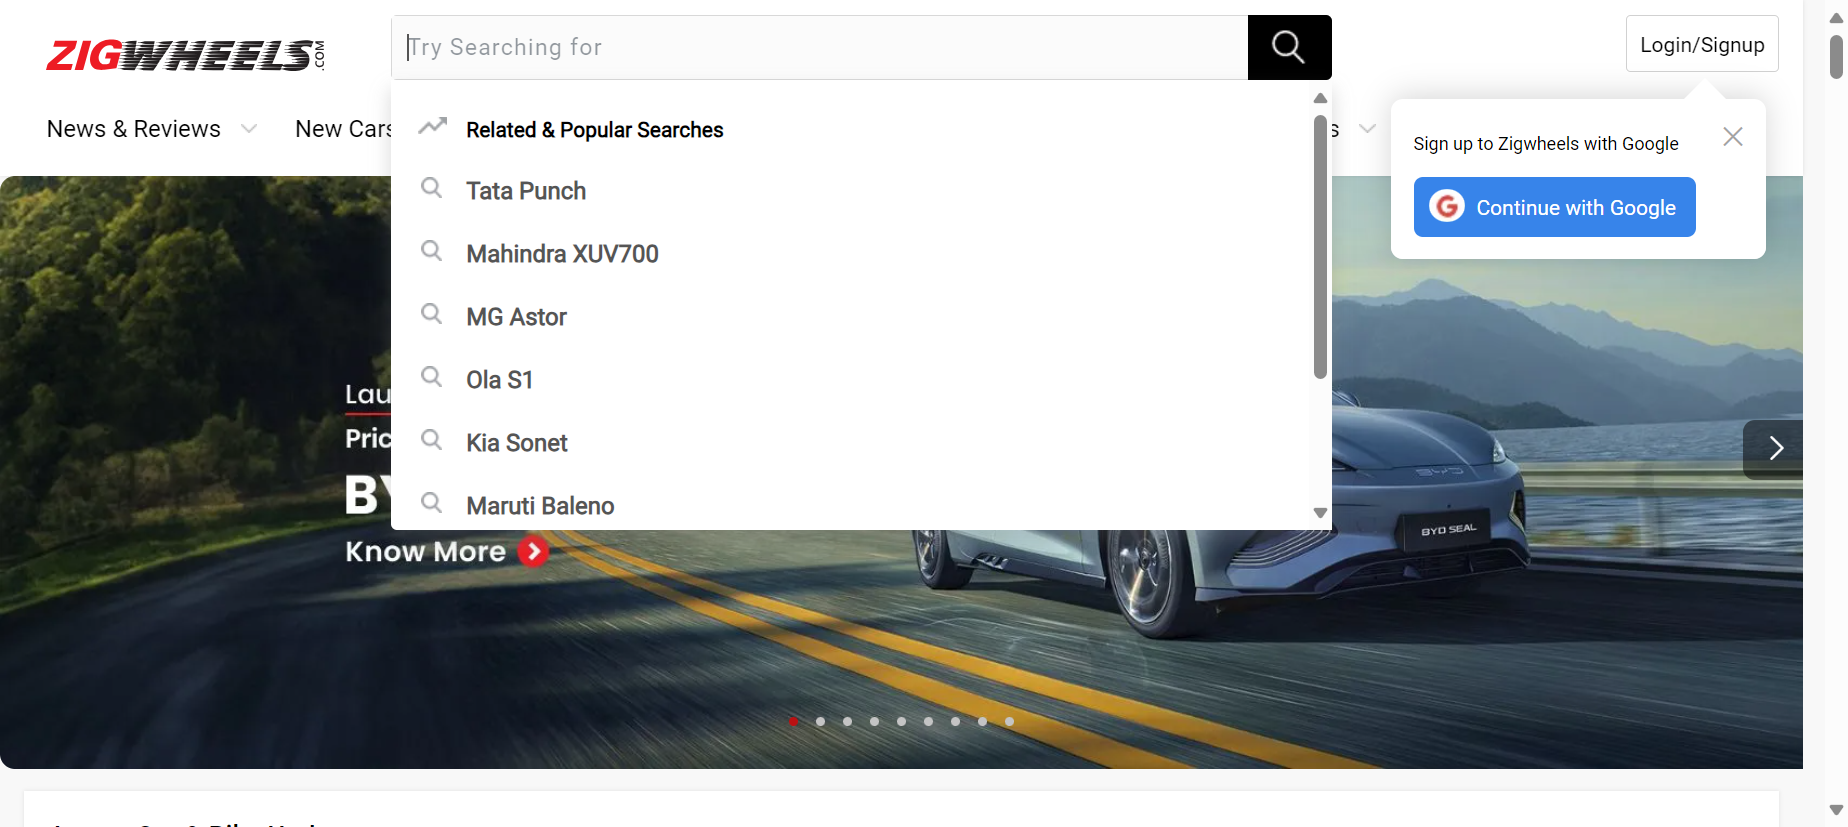 ZIGWHEELS.COM
Try Searching for
Login/Signup
News & Reviews
New Cars
s
Related & Popular Searches
Tata Punch
Mahindra XUV700
MG Astor
Ola S1
Kia Sonet
Maruti Baleno
Sign up to Zigwheels with Google
G Continue with Google
Lau
Pric
BY
Know More
BYD
BYD SEAL